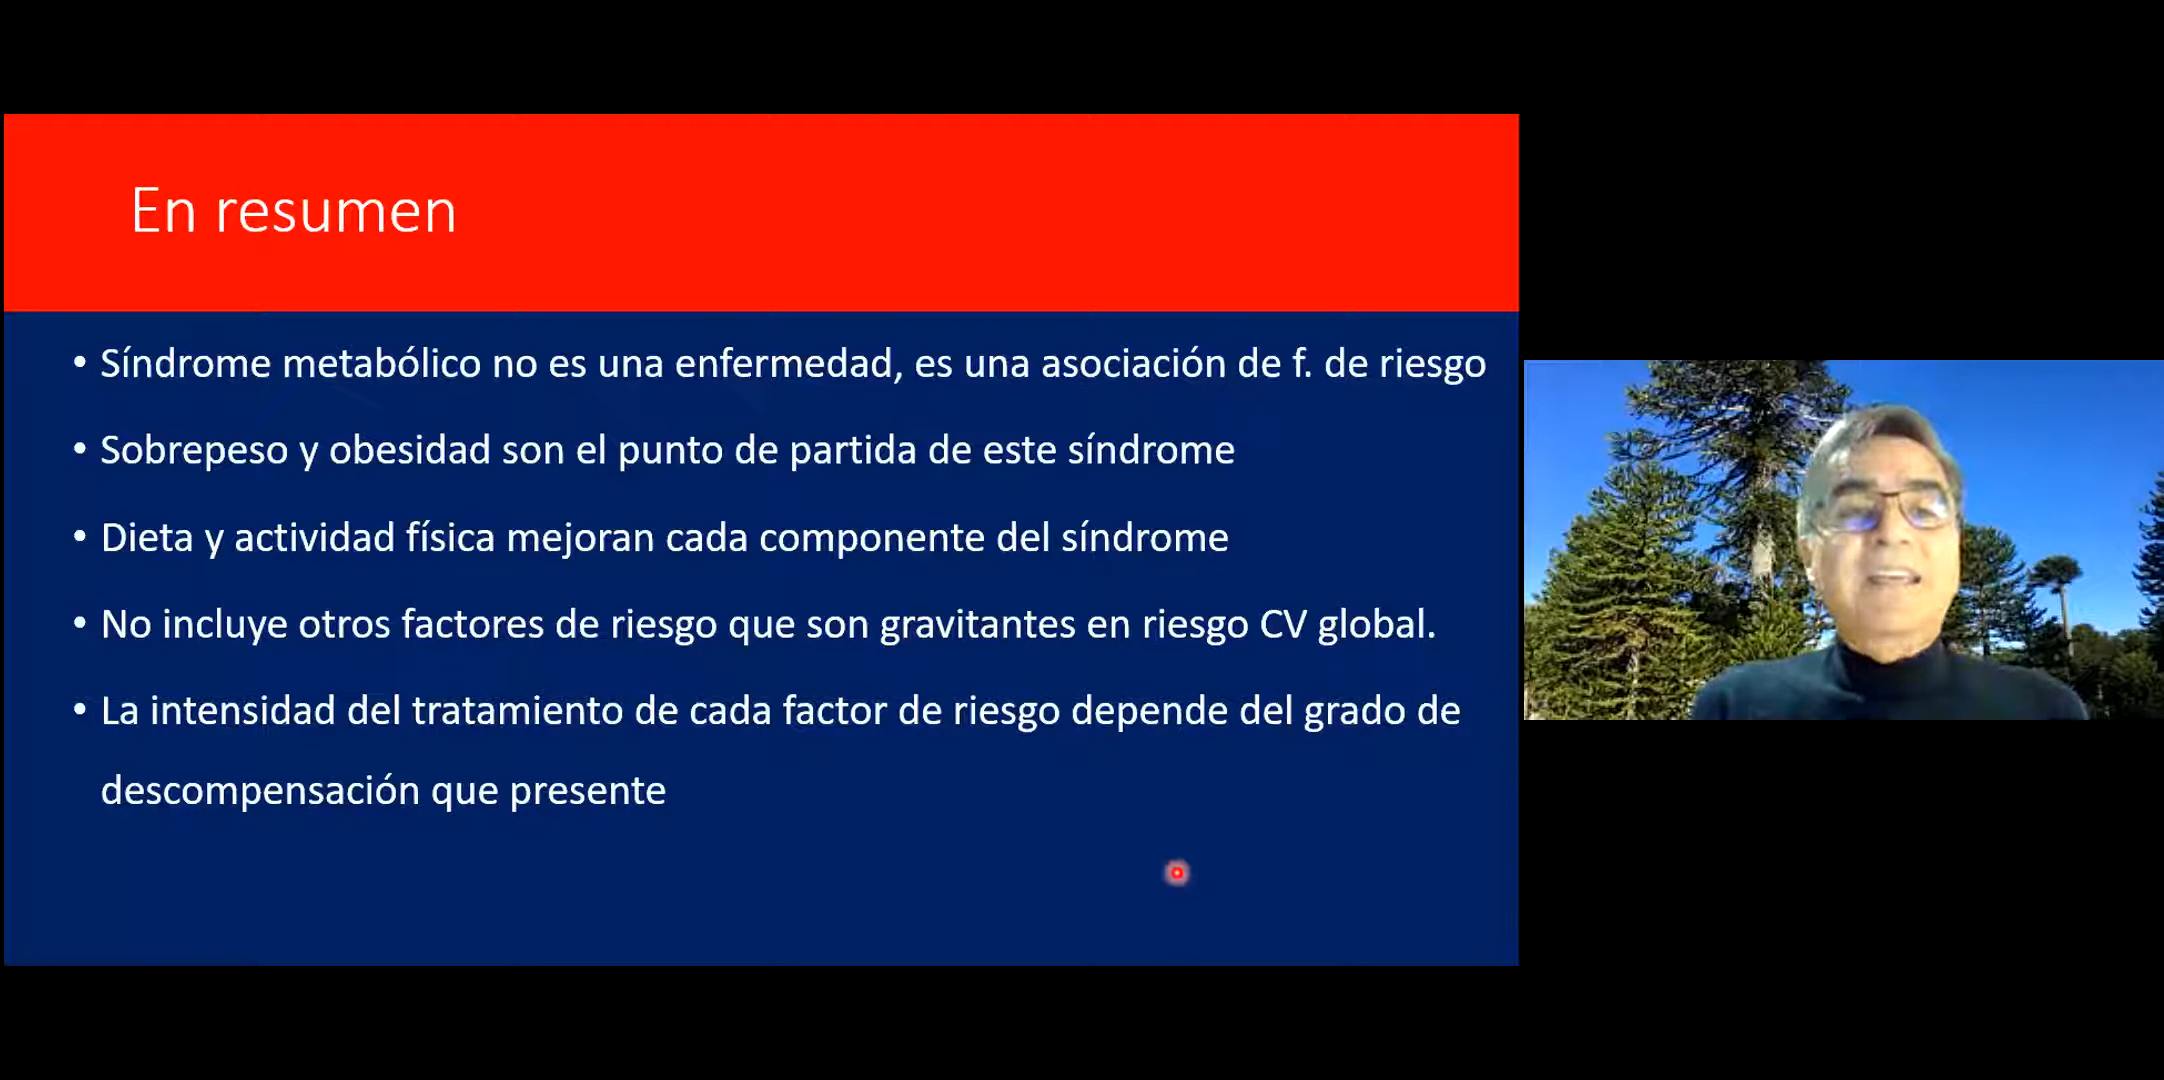 En resumen
• Síndrome metabólico no es una enfermedad, es una asociación de f. de riesgo
• Sobrepeso y obesidad son el punto de partida de este síndrome
• Dieta y actividad física mejoran cada componente del síndrome
• No incluye otros factores de riesgo que son gravitantes en riesgo CV global.
• La intensidad del tratamiento de cada factor de riesgo depende del grado de
descompensación que presente